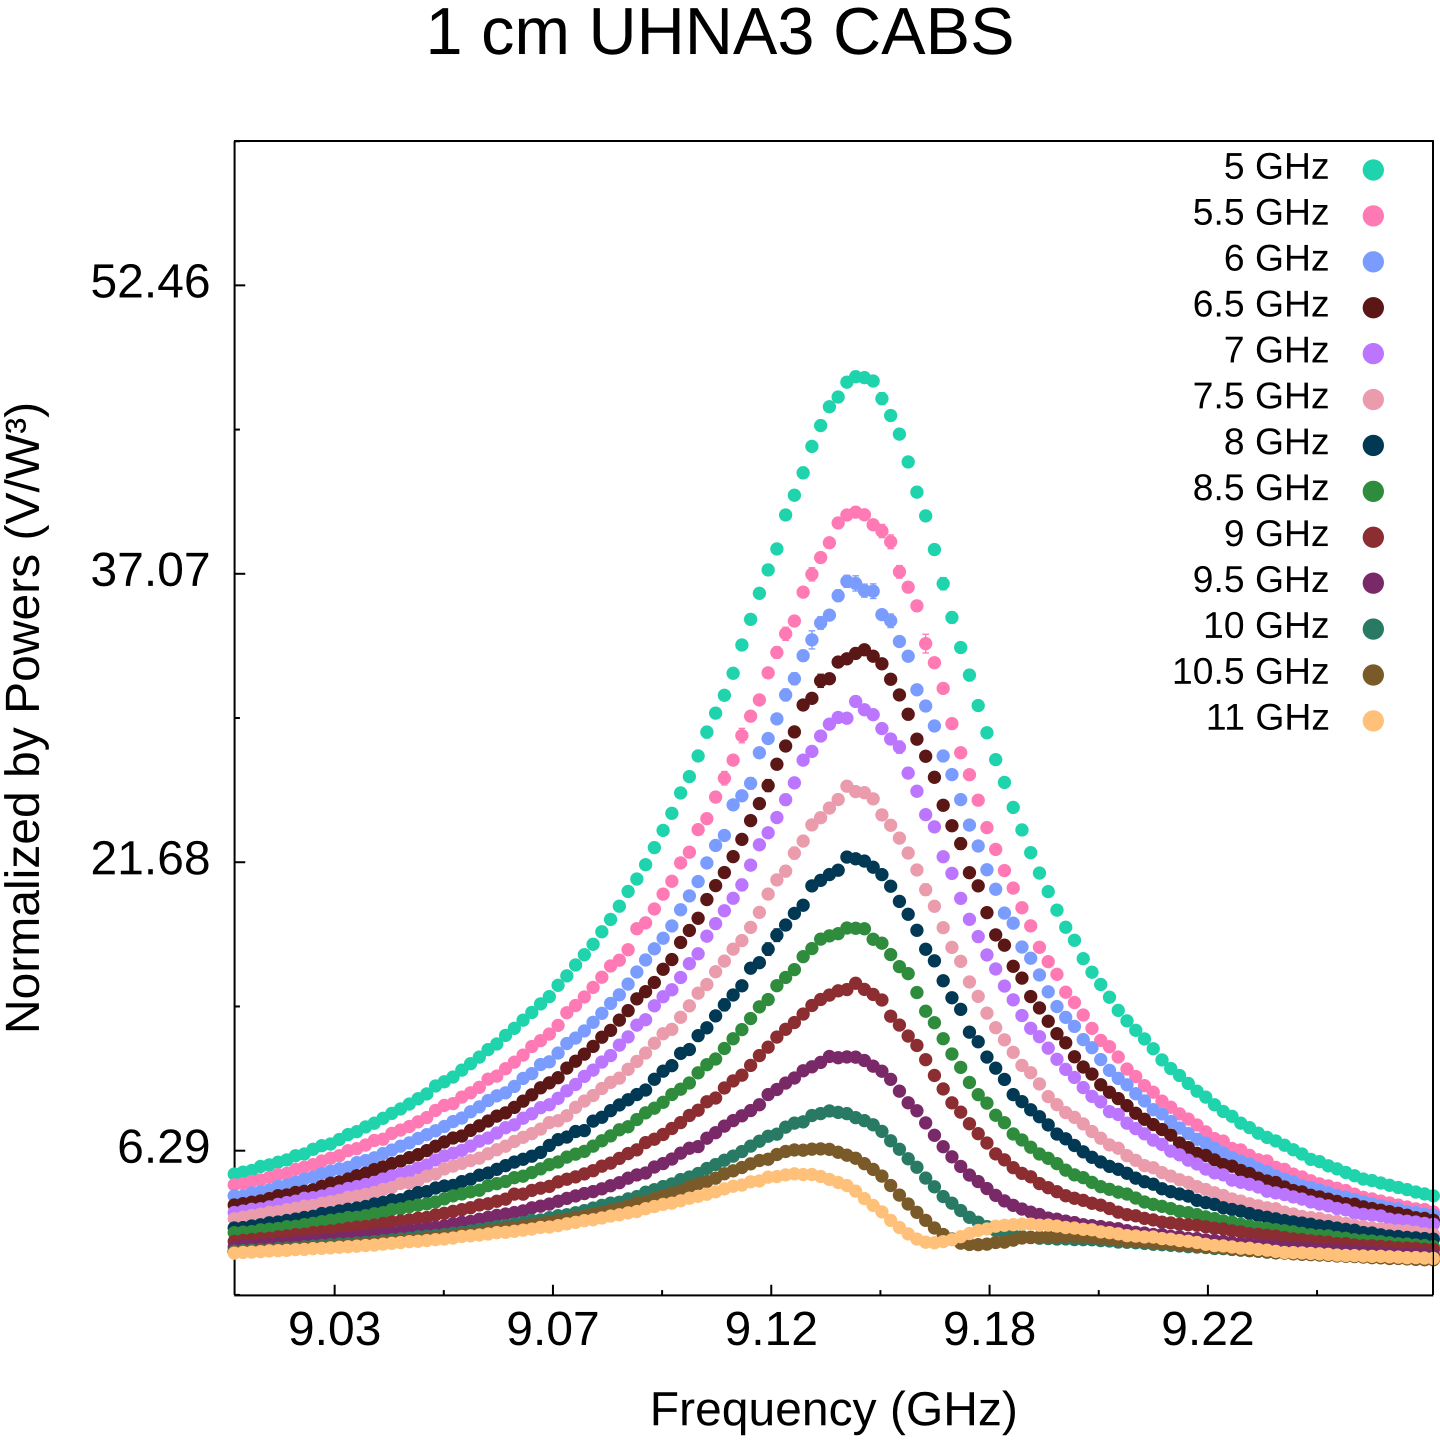 1 cm UHNA3 CABS
Normalized by Powers (V/W³)
52.46
37.07
21.68
6.29
5 GHz
5.5 GHz
6 GHz
6.5 GHz
7 GHz
7.5 GHz
8 GHz
8.5 GHz
9 GHz
9.5 GHz
10 GHz
10.5 GHz
11 GHz
9.03 9.07 9.12 9.18 9.22
Frequency (GHz)